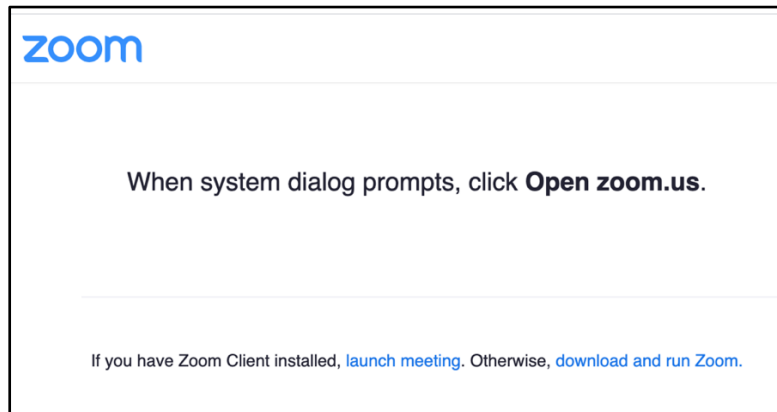 zoom
When system dialog prompts, click Open zoom.us.
If you have Zoom Client installed, launch meeting. Otherwise, download and run Zoom.